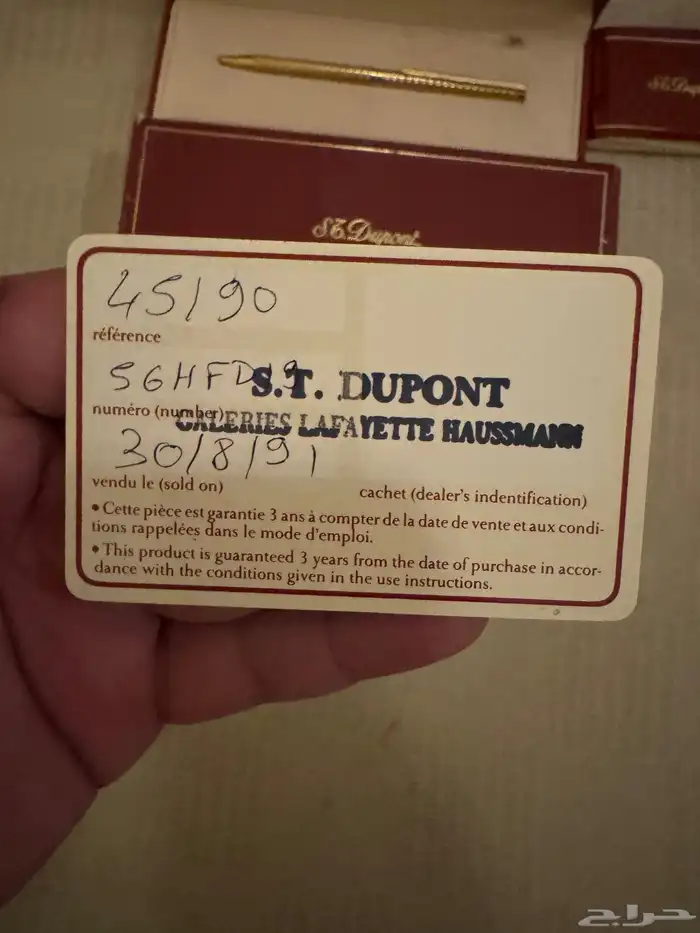 S.T. Dupont
S.T. Dupont
45/90
référence
S.T. DUPONT
numéro (number)
GALERIES LAFAYETTE HAUSSMANN
30/8/91
vendu le (sold on)
cachet (dealer's indentification)
• Cette pièce est garantie 3 ans à compter de la date de vente et aux condi-
tions rappelées dans le mode d'emploi.
• This product is guaranteed 3 years from the date of purchase in accor-
dance with the conditions given in the use instructions.
حراج